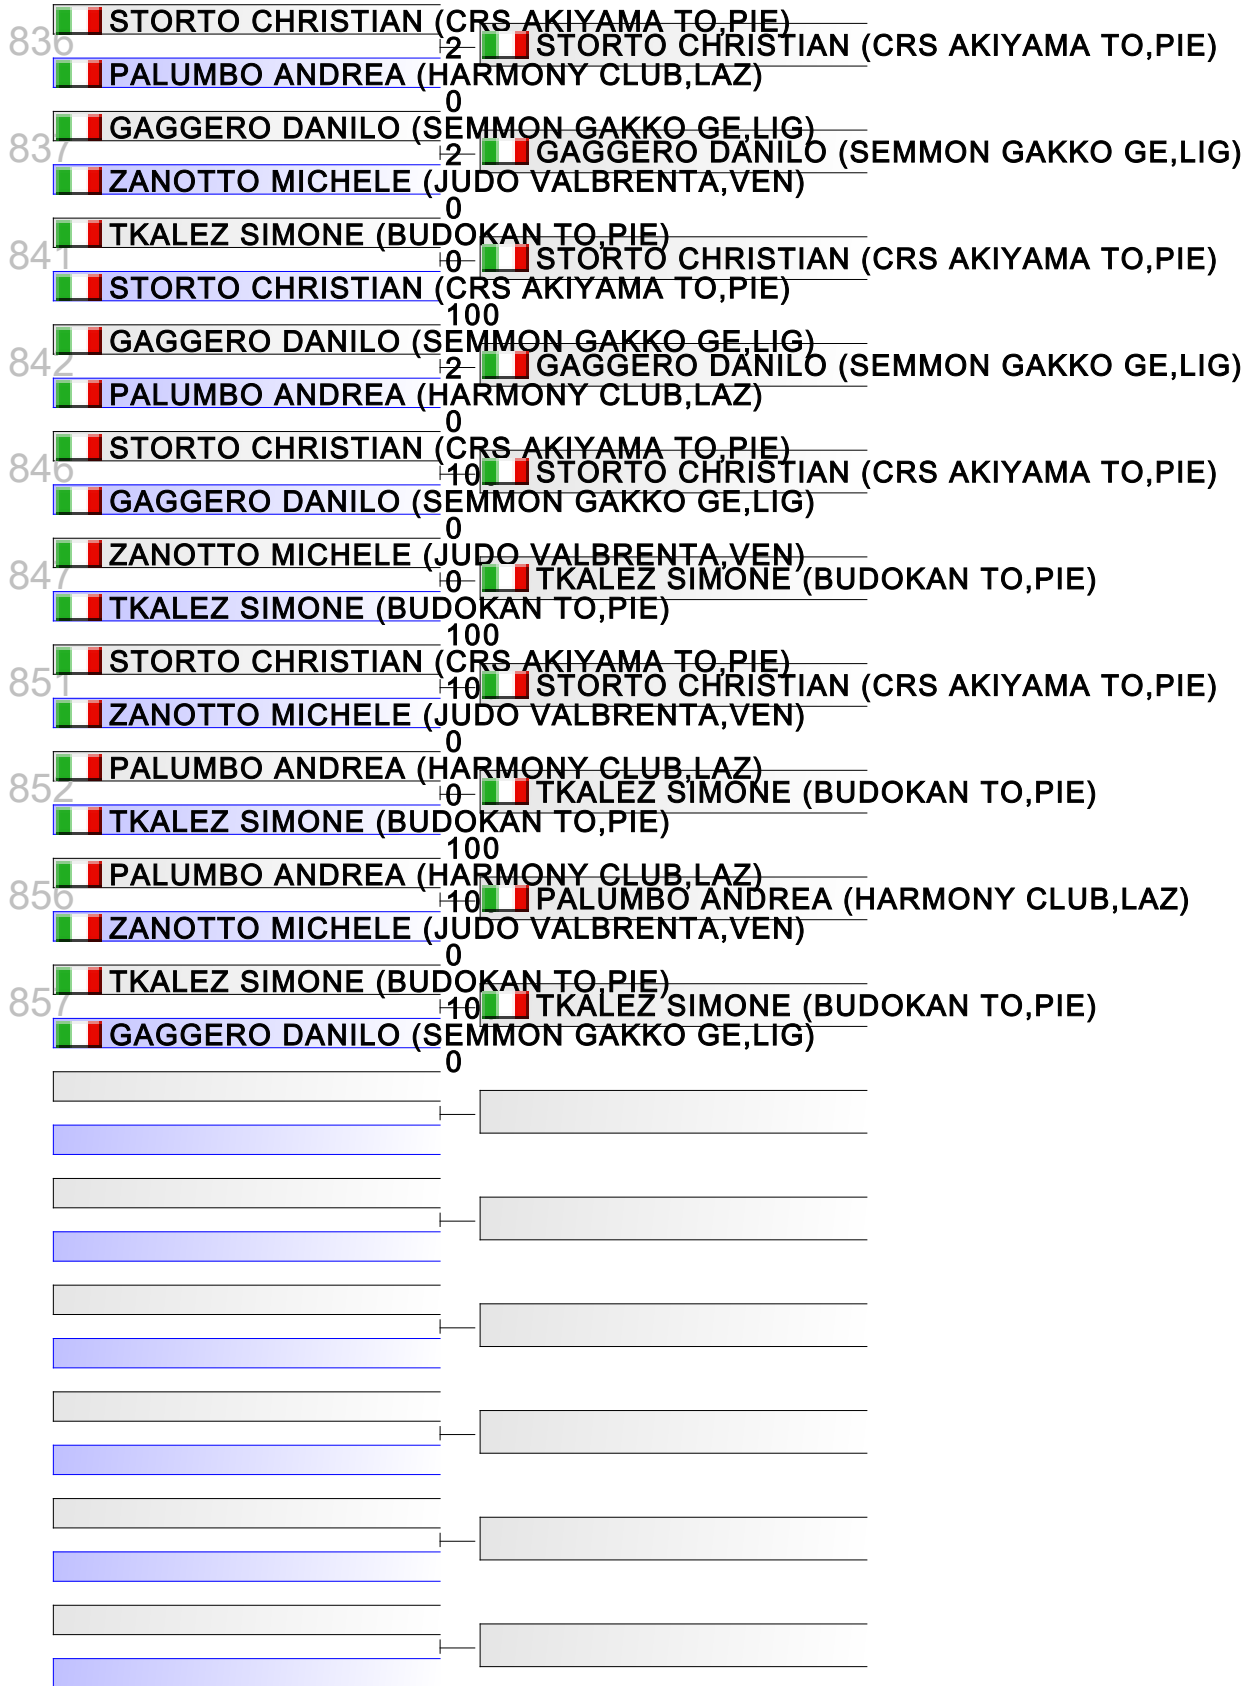 STORTO CHRISTIAN (CRS AKIYAMA TO,PIE)
836 2 STORTO CHRISTIAN (CRS AKIYAMA TO,PIE)
PALUMBO ANDREA (HARMONY CLUB,LAZ)
0
GAGGERO DANILO (SEMMON GAKKO GE,LIG)
837 2 GAGGERO DANILO (SEMMON GAKKO GE,LIG)
ZANOTTO MICHELE (JUDO VALBRENTA,VEN)
0
TKALEZ SIMONE (BUDOKAN TO,PIE)
841 0 STORTO CHRISTIAN (CRS AKIYAMA TO,PIE)
STORTO CHRISTIAN (CRS AKIYAMA TO,PIE)
100
GAGGERO DANILO (SEMMON GAKKO GE,LIG)
842 2 GAGGERO DANILO (SEMMON GAKKO GE,LIG)
PALUMBO ANDREA (HARMONY CLUB,LAZ)
0
STORTO CHRISTIAN (CRS AKIYAMA TO,PIE)
846 10 STORTO CHRISTIAN (CRS AKIYAMA TO,PIE)
GAGGERO DANILO (SEMMON GAKKO GE,LIG)
0
ZANOTTO MICHELE (JUDO VALBRENTA,VEN)
847 0 TKALEZ SIMONE (BUDOKAN TO,PIE)
TKALEZ SIMONE (BUDOKAN TO,PIE)
100
STORTO CHRISTIAN (CRS AKIYAMA TO,PIE)
851 10 STORTO CHRISTIAN (CRS AKIYAMA TO,PIE)
ZANOTTO MICHELE (JUDO VALBRENTA,VEN)
0
PALUMBO ANDREA (HARMONY CLUB,LAZ)
852 0 TKALEZ SIMONE (BUDOKAN TO,PIE)
TKALEZ SIMONE (BUDOKAN TO,PIE)
100
PALUMBO ANDREA (HARMONY CLUB,LAZ)
856 10 PALUMBO ANDREA (HARMONY CLUB,LAZ)
ZANOTTO MICHELE (JUDO VALBRENTA,VEN)
0
TKALEZ SIMONE (BUDOKAN TO,PIE)
857 10 TKALEZ SIMONE (BUDOKAN TO,PIE)
GAGGERO DANILO (SEMMON GAKKO GE,LIG)
0